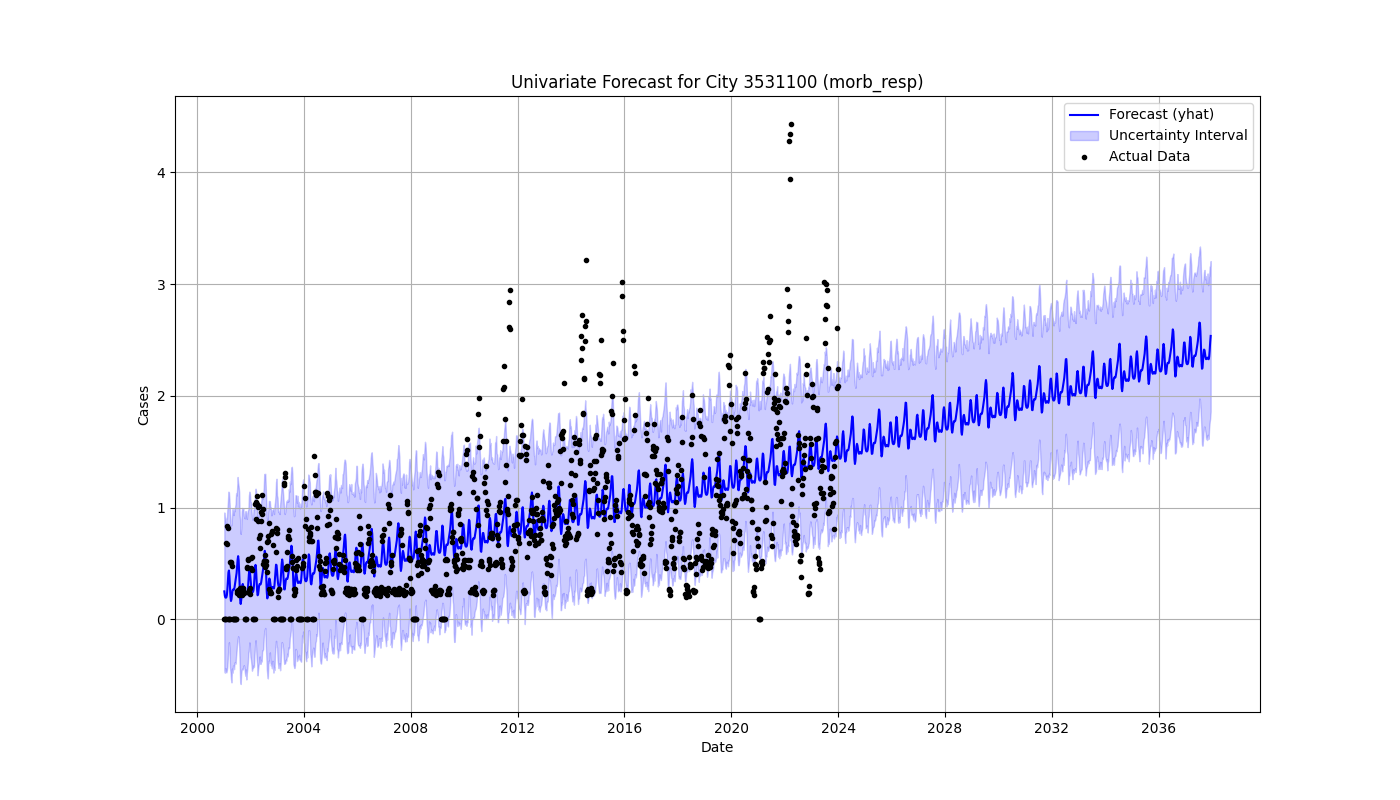 Univariate Forecast for City 3531100 (morb_resp)
Forecast (yhat)
Uncertainty Interval
Actual Data
Cases
4
3
2
1
0
2000 2004 2008 2012 2016 2020 2024 2028 2032 2036
Date